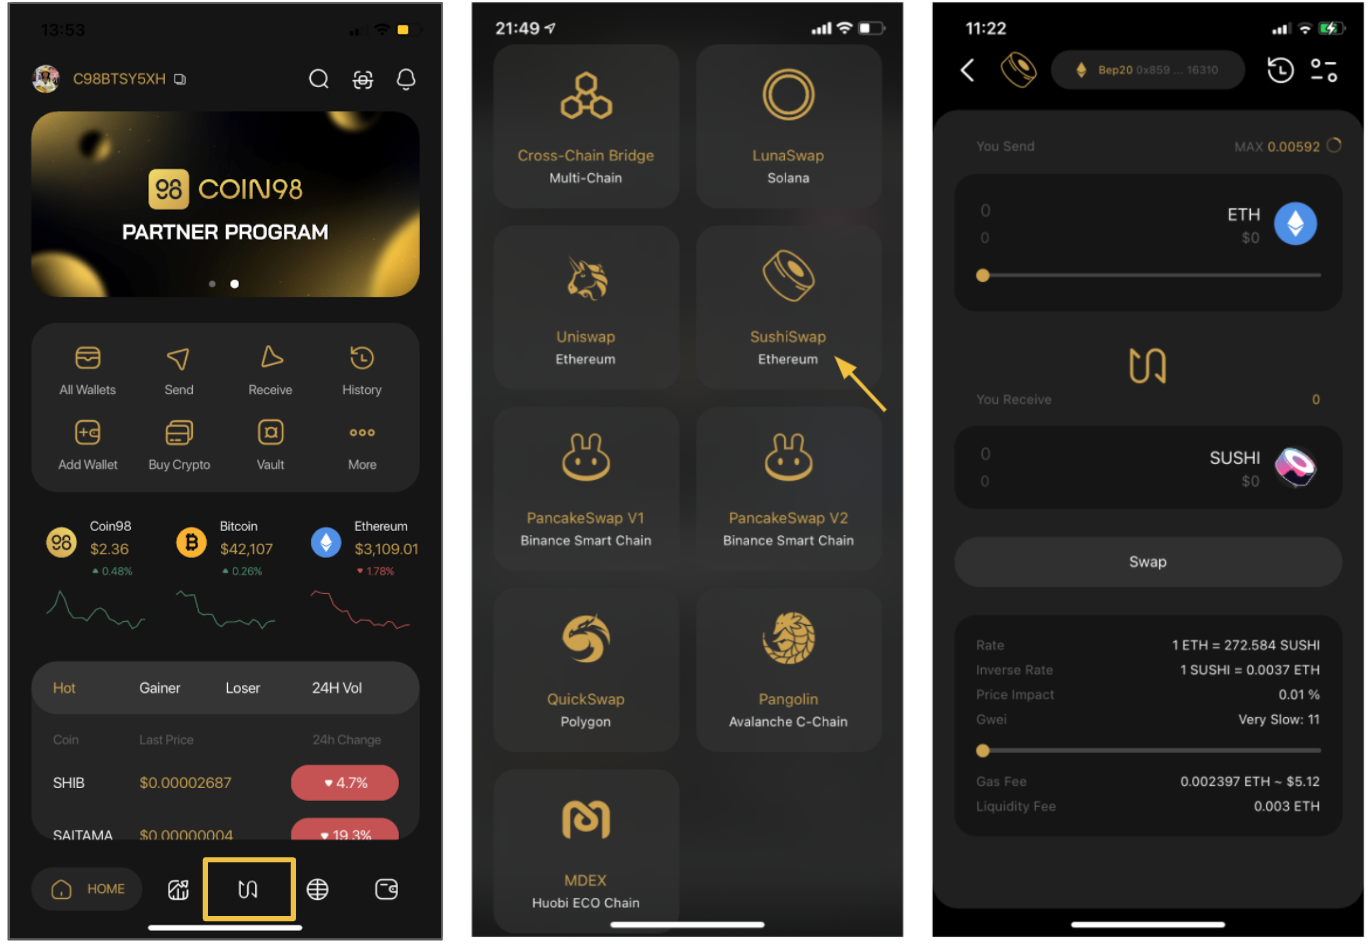 13:53
C98BTSY5XH
98 COIN98
PARTNER PROGRAM
All Wallets Send Receive History
Add Wallet Buy Crypto Vault More
Coin98 Bitcoin Ethereum
98 $2.36 $42,107 $3,109.01
0.48% 0.26% 1.78%
Hot Gainer Loser 24H Vol
Coin Last Price 24h Change
SHIB $0.00002687 4.7%
SAITAMA $0.00000004 19.3%
HOME
21:49
Cross-Chain Bridge
Multi-Chain
LunaSwap
Solana
Uniswap
Ethereum
SushiSwap
Ethereum
PancakeSwap V1
Binance Smart Chain
PancakeSwap V2
Binance Smart Chain
QuickSwap
Polygon
Pangolin
Avalanche C-Chain
MDEX
Huobi ECO Chain
11:22
Bep20 0x859 ... 16310
You Send MAX 0.00592
0 ETH
0 $0
You Receive 0
0 SUSHI
0 $0
Swap
Rate 1 ETH = 272.584 SUSHI
Inverse Rate 1 SUSHI = 0.0037 ETH
Price Impact 0.01 %
Gwei Very Slow: 11
Gas Fee 0.002397 ETH ~ $5.12
Liquidity Fee 0.003 ETH